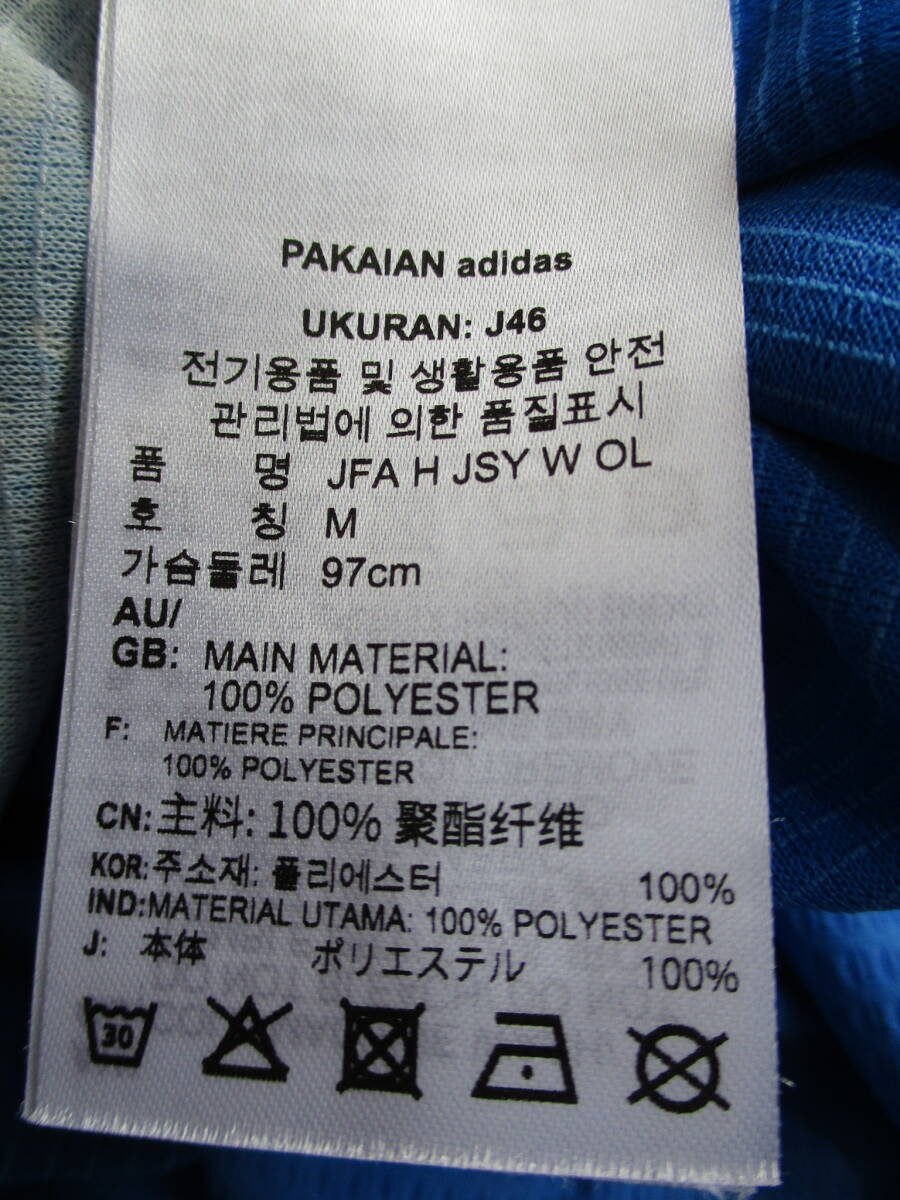 PAKAIAN adidas
UKURAN: J46
전기용품 및 생활용품 안전
관리법에 의한 품질표시
품 명 JFA H JSY W OL
호 칭 M
가슴둘레 97cm
AU/
GB: MAIN MATERIAL:
100% POLYESTER
F: MATIERE PRINCIPALE:
100% POLYESTER
CN: 主料: 100% 聚酯纤维
KOR: 주소재: 폴리에스터 100%
IND:MATERIAL UTAMA: 100% POLYESTER
J: 本体 ポリエステル 100%
30